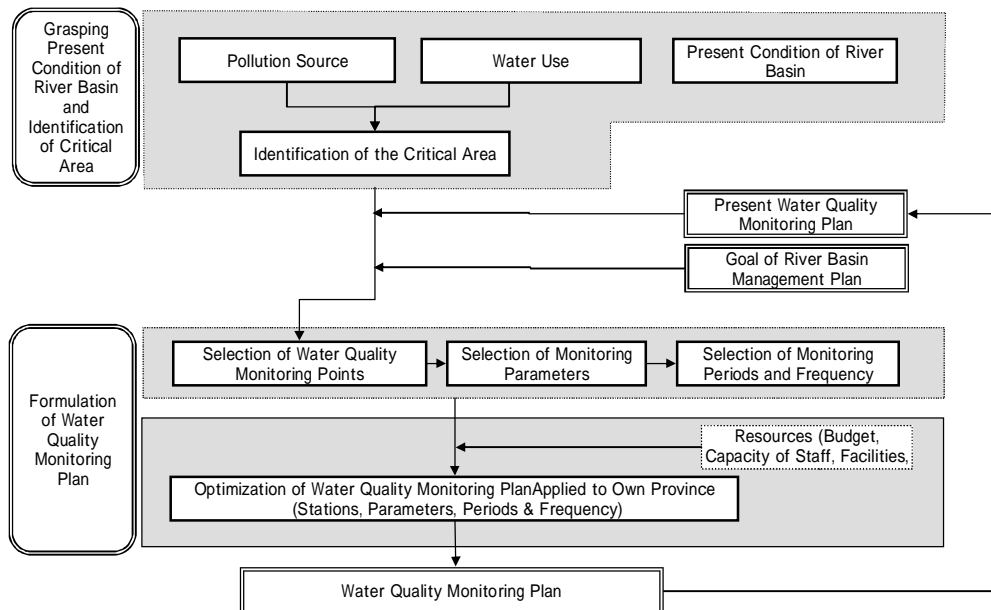 Grasping
Present
Condition of
River Basin
and
Identification
of Critical
Area
Pollution Source
Water Use
Present Condition of River
Basin
Identification of the Critical Area
Present Water Quality
Monitoring Plan
Goal of River Basin
Management Plan
Formulation
of Water
Quality
Monitoring
Plan
Selection of Water Quality
Monitoring Points
Selection of Monitoring
Parameters
Selection of Monitoring
Periods and Frequency
Resources (Budget,
Capacity of Staff, Facilities,
Optimization of Water Quality Monitoring PlanApplied to Own Province
(Stations, Parameters, Periods & Frequency)
Water Quality Monitoring Plan